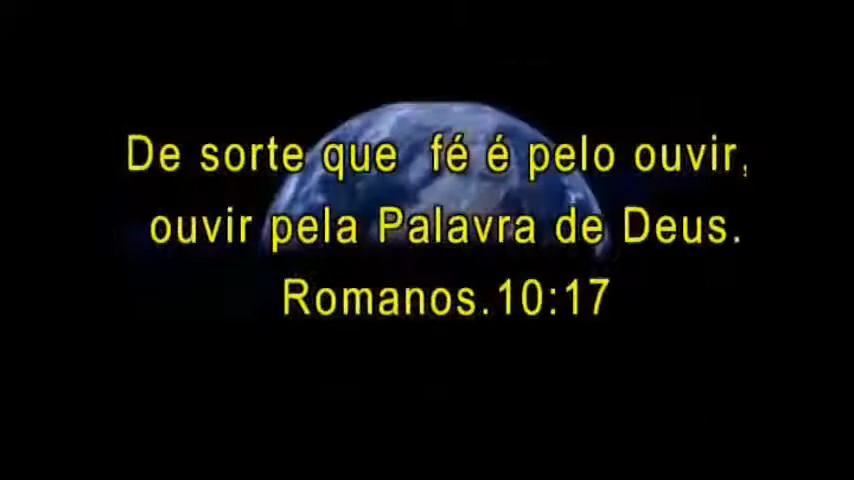 De sorte que fé é pelo ouvir,
ouvir pela Palavra de Deus.
Romanos.10:17